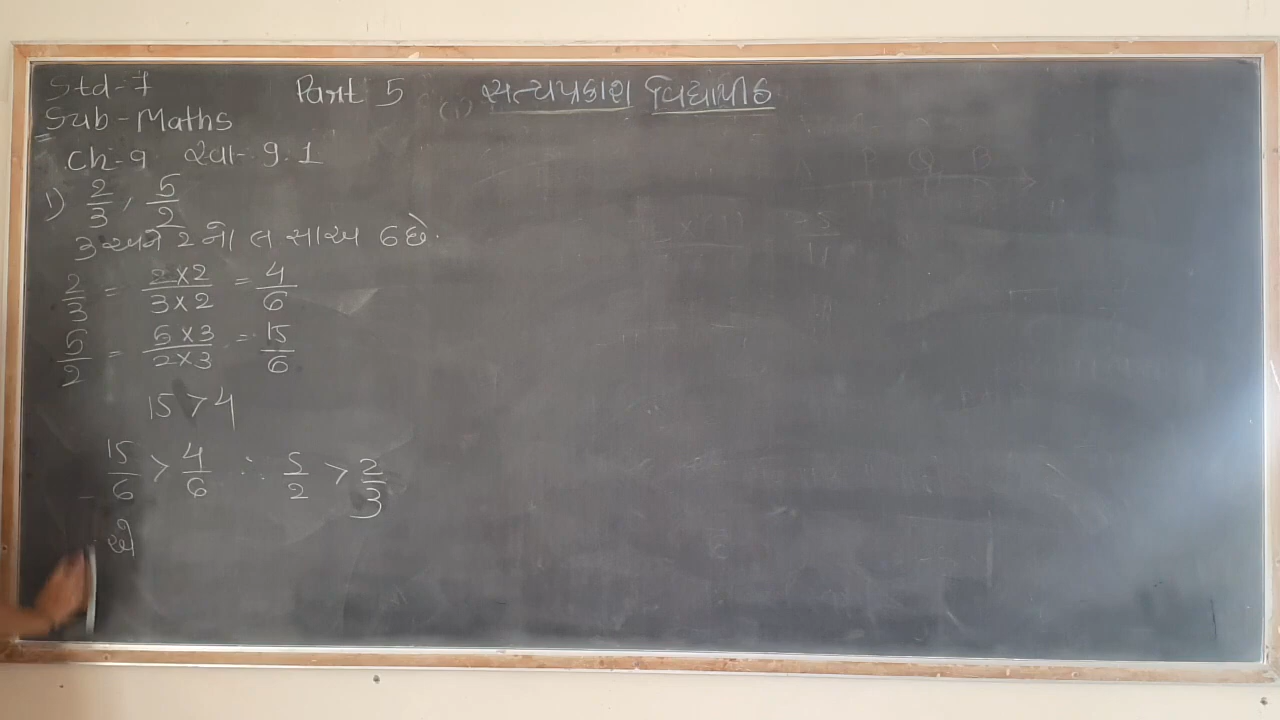 Std-7 Part 5 સત્યપ્રકાશ વિદ્યાપીઠ
Sub-Maths
Ch-9 સ્વા- 9.1
1) 2/3, 5/2
3 અને 2 નો લ.સા.અ 6 છે.
2/3 = 2×2/3×2 = 4/6
5/2 = 5×3/2×3 = 15/6
15 > 4
15/6 > 4/6 ∴ 5/2 > 2/3